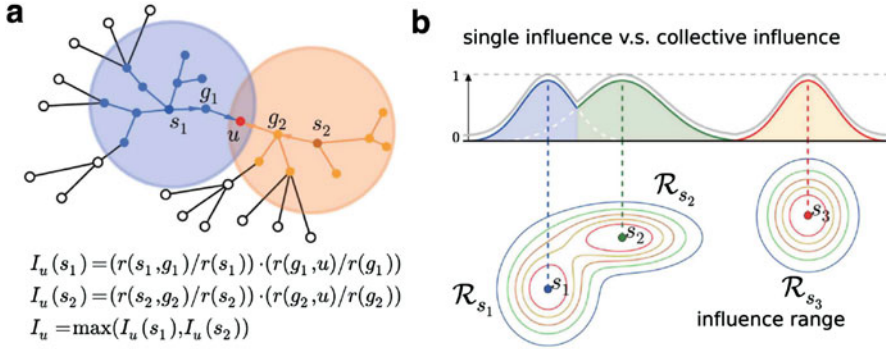 a
s₁
g₁
u
g₂
s₂
I_u(s₁)=(r(s₁,g₁)/r(s₁))·(r(g₁,u)/r(g₁))
I_u(s₂)=(r(s₂,g₂)/r(s₂))·(r(g₂,u)/r(g₂))
I_u=max(I_u(s₁),I_u(s₂))
b
single influence v.s. collective influence
1
0
R_s₂
s₂
s₃
s₁
R_s₁
R_s₃
influence range